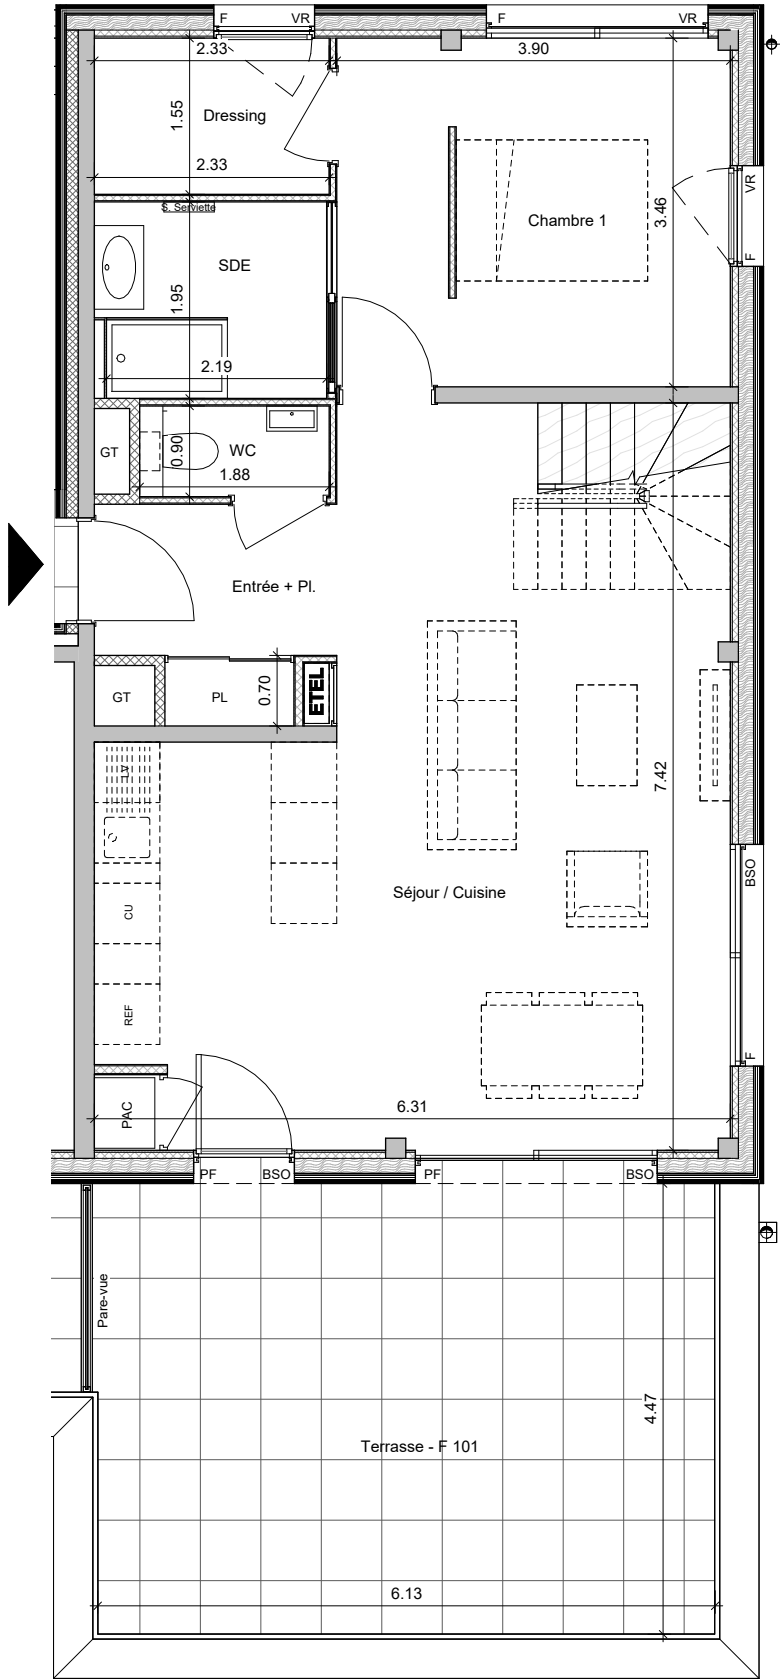 F
VR
F
VR
2.33
3.90
1.55
Dressing
2.33
VR
S. Serviette
Chambre 1
3.46
F
SDE
1.95
2.19
GT
0.90
WC
1.88
Entrée + Pl.
GT
PL
0.70
ETEL
LV
7.42
BSO
Séjour / Cuisine
CU
REF
F
PAC
6.31
PF
BSO
PF
BSO
Pare-vue
4.47
Terrasse - F 101
6.13